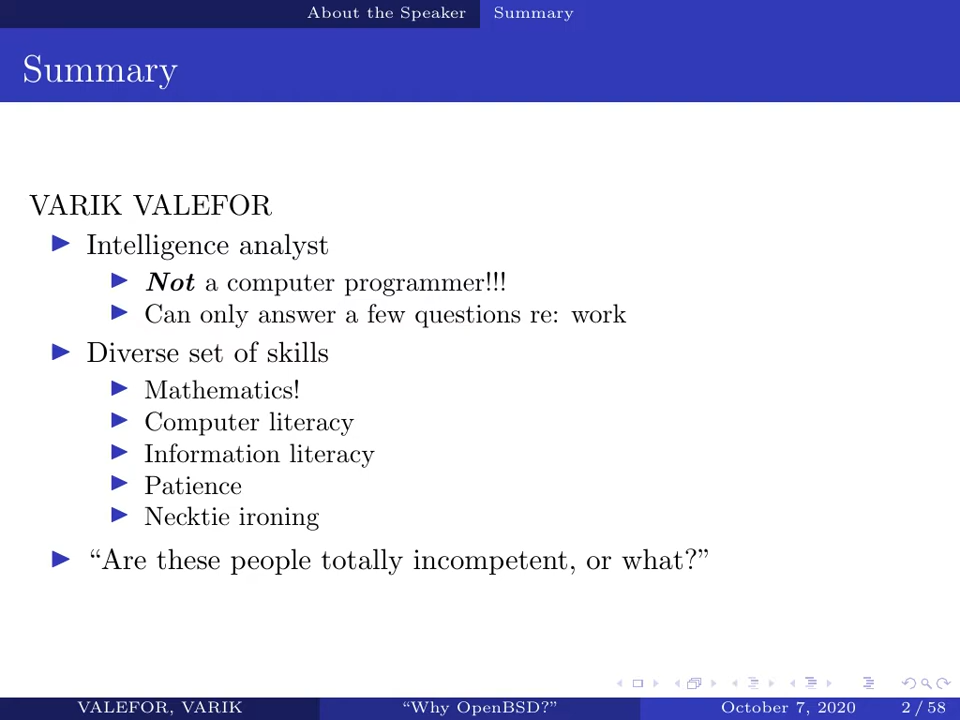 About the Speaker Summary
Summary
VARIK VALEFOR
Intelligence analyst
Not a computer programmer!!!
Can only answer a few questions re: work
Diverse set of skills
Mathematics!
Computer literacy
Information literacy
Patience
Necktie ironing
“Are these people totally incompetent, or what?”
VALEFOR, VARIK “Why OpenBSD?” October 7, 2020 2 / 58